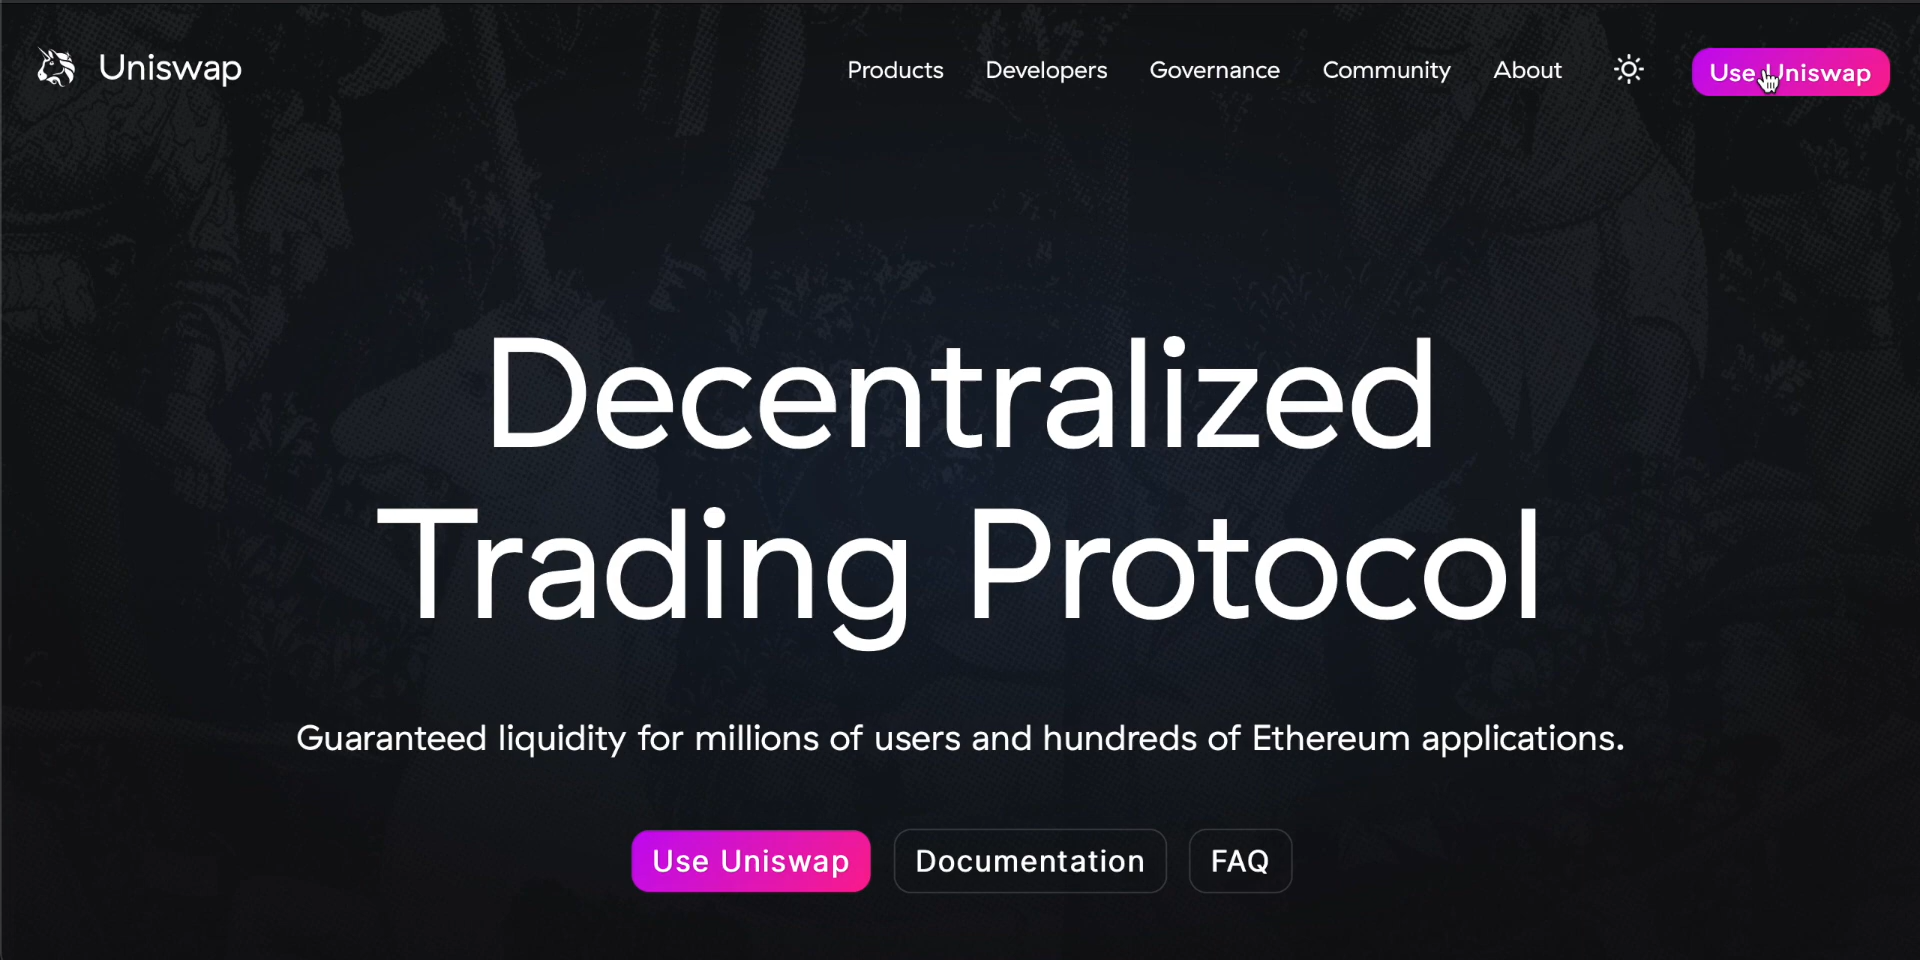 Uniswap
Products Developers Governance Community About Use Uniswap
Decentralized
Trading Protocol
Guaranteed liquidity for millions of users and hundreds of Ethereum applications.
Use Uniswap Documentation FAQ